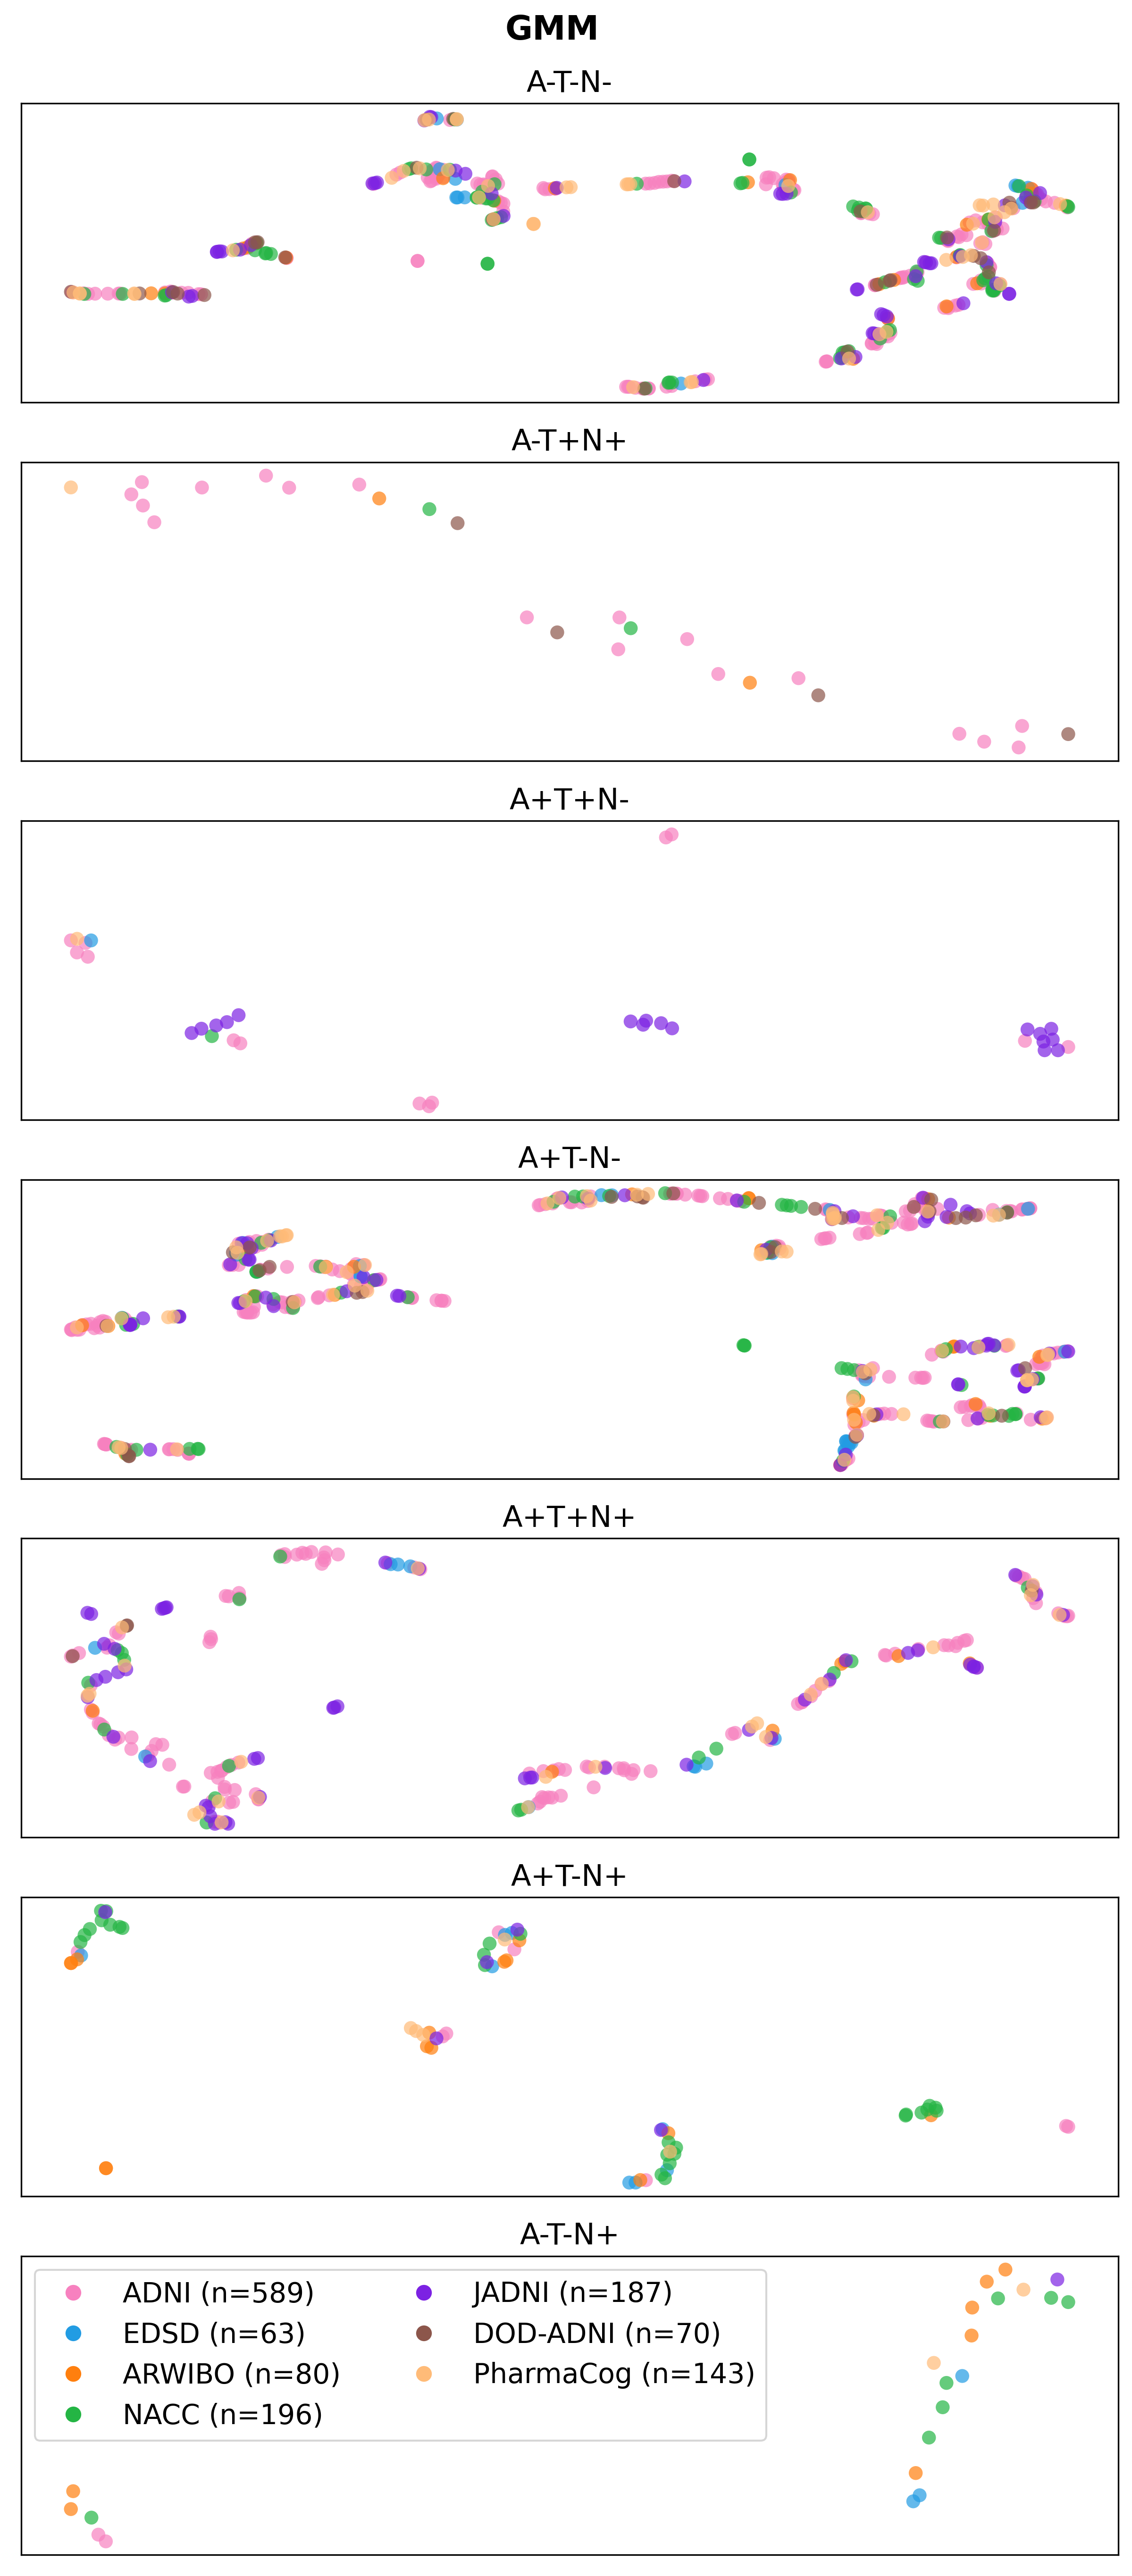 GMM
A-T-N-
A-T+N+
A+T+N-
A+T-N-
A+T+N+
A+T-N+
A-T-N+
ADNI (n=589)
JADNI (n=187)
EDSD (n=63)
DOD-ADNI (n=70)
ARWIBO (n=80)
PharmaCog (n=143)
NACC (n=196)